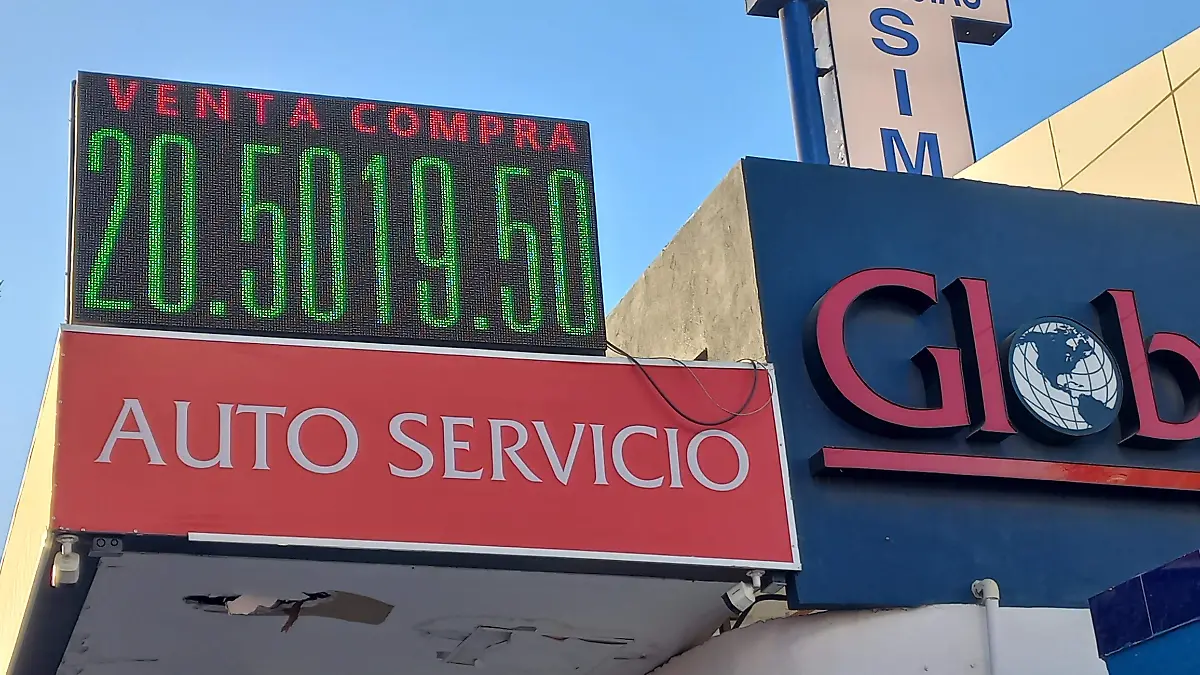 VENTA COMPRA
20.5019.50
AUTO SERVICIO
SIM
Glob